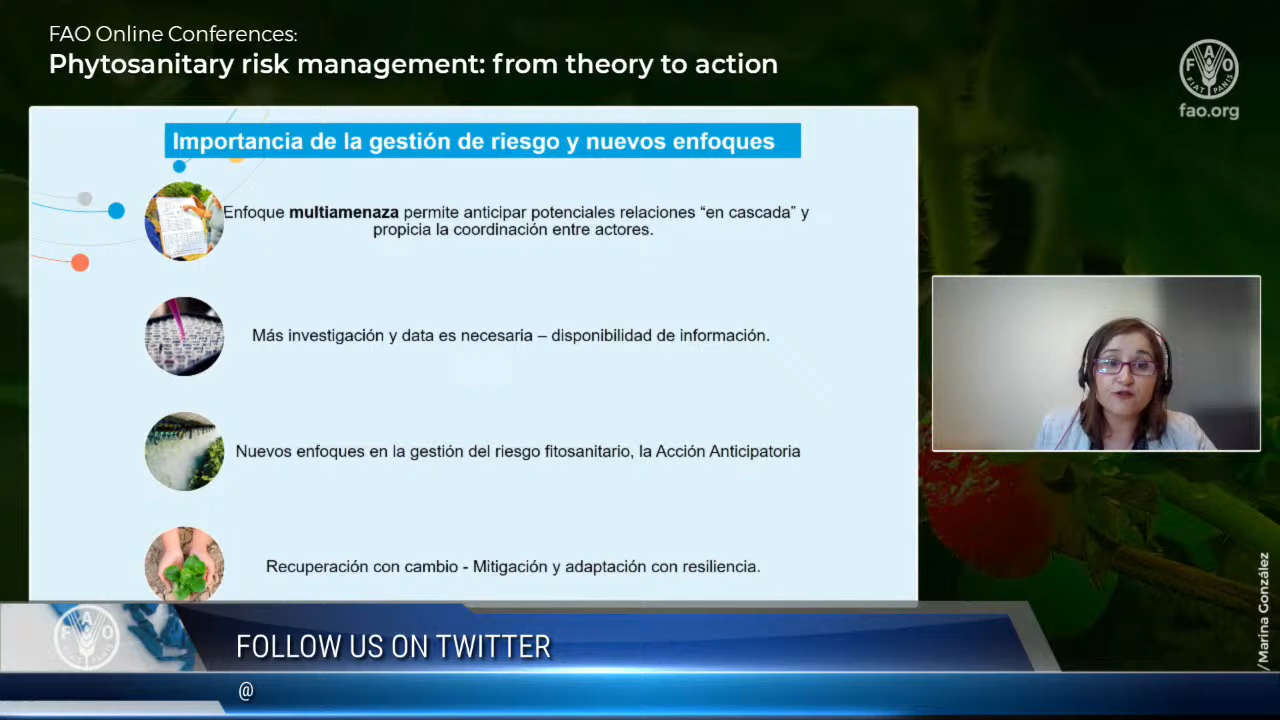 FAO Online Conferences:
Phytosanitary risk management: from theory to action
F A O
FIAT PANIS
fao.org
Importancia de la gestión de riesgo y nuevos enfoques
Enfoque multiamenaza permite anticipar potenciales relaciones “en cascada” y
propicia la coordinación entre actores.
Más investigación y data es necesaria – disponibilidad de información.
Nuevos enfoques en la gestión del riesgo fitosanitario, la Acción Anticipatoria
Recuperación con cambio - Mitigación y adaptación con resiliencia.
/Marina González
F A O
FOLLOW US ON TWITTER
@